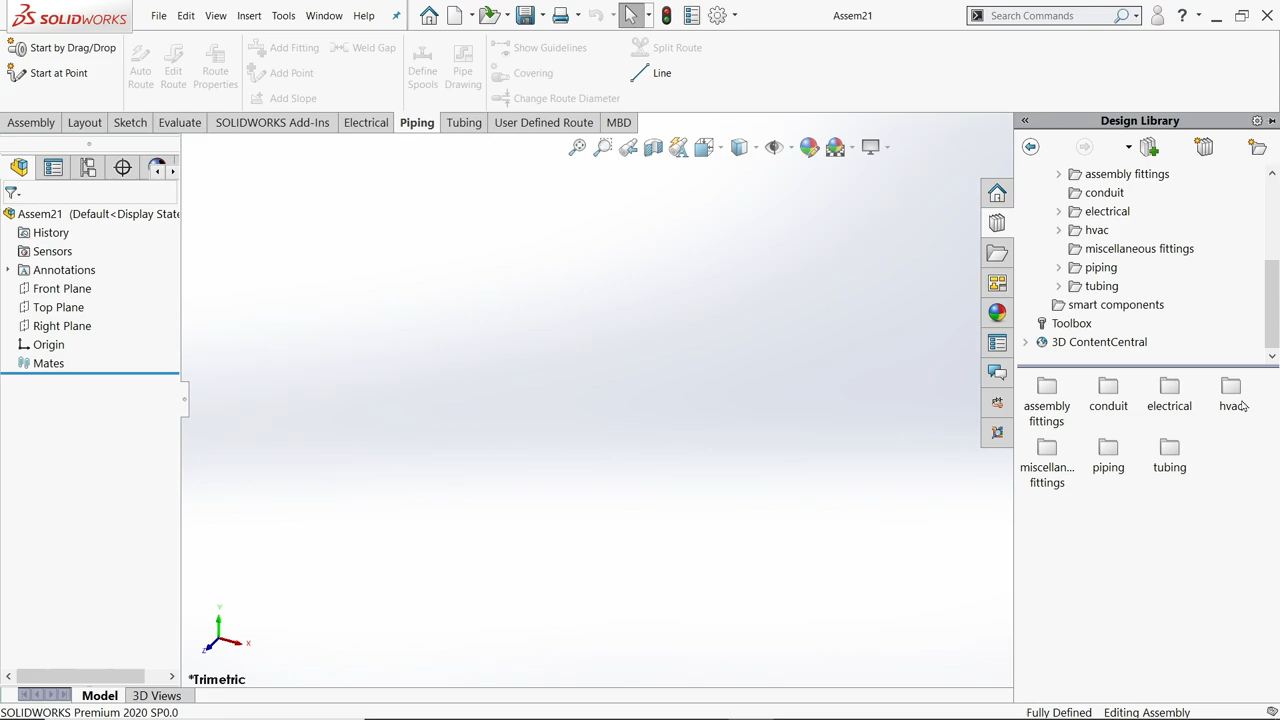 SOLIDWORKS File Edit View Insert Tools Window Help Assem21 Search Commands ?
Start by Drag/Drop
Start at Point
Auto Route
Edit Route
Route Properties
Add Fitting
Weld Gap
Add Point
Add Slope
Define Spools
Pipe Drawing
Show Guidelines
Split Route
Covering
Line
Change Route Diameter
Assembly Layout Sketch Evaluate SOLIDWORKS Add-Ins Electrical Piping Tubing User Defined Route MBD
Assem21 (Default<Display State
History
Sensors
Annotations
Front Plane
Top Plane
Right Plane
Origin
Mates
Y
X
Z
*Trimetric
Design Library
assembly fittings
conduit
electrical
hvac
miscellaneous fittings
piping
tubing
smart components
Toolbox
3D ContentCentral
assembly fittings
conduit
electrical
hvac
miscellan... fittings
piping
tubing
Model 3D Views
SOLIDWORKS Premium 2020 SP0.0 Fully Defined Editing Assembly